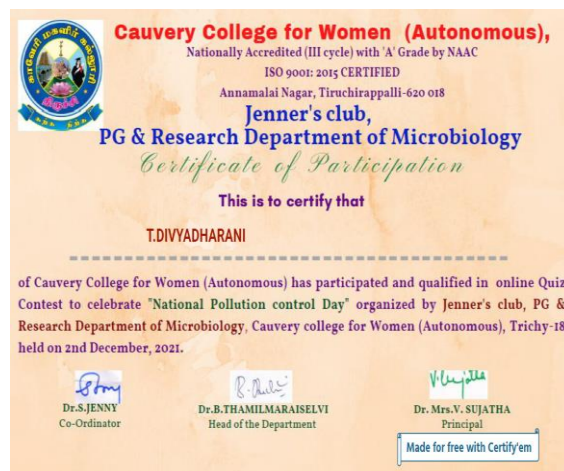 காவேரி மகளிர் கல்லூரி
திருச்சி
கற்க நிற்க
Cauvery College for Women (Autonomous),
Nationally Accredited (III cycle) with 'A' Grade by NAAC
ISO 9001: 2015 CERTIFIED
Annamalai Nagar, Tiruchirappalli-620 018
Jenner's club,
PG & Research Department of Microbiology
Certificate of Participation
This is to certify that
T.DIVYADHARANI
of Cauvery College for Women (Autonomous) has participated and qualified in online Quiz
Contest to celebrate "National Pollution control Day" organized by Jenner's club, PG &
Research Department of Microbiology, Cauvery college for Women (Autonomous), Trichy-18
held on 2nd December, 2021.
V. Sujatha
Dr.S.JENNY
Dr.B.THAMILMARAISELVI
Dr. Mrs.V. SUJATHA
Co-Ordinator
Head of the Department
Principal
Made for free with Certify'em